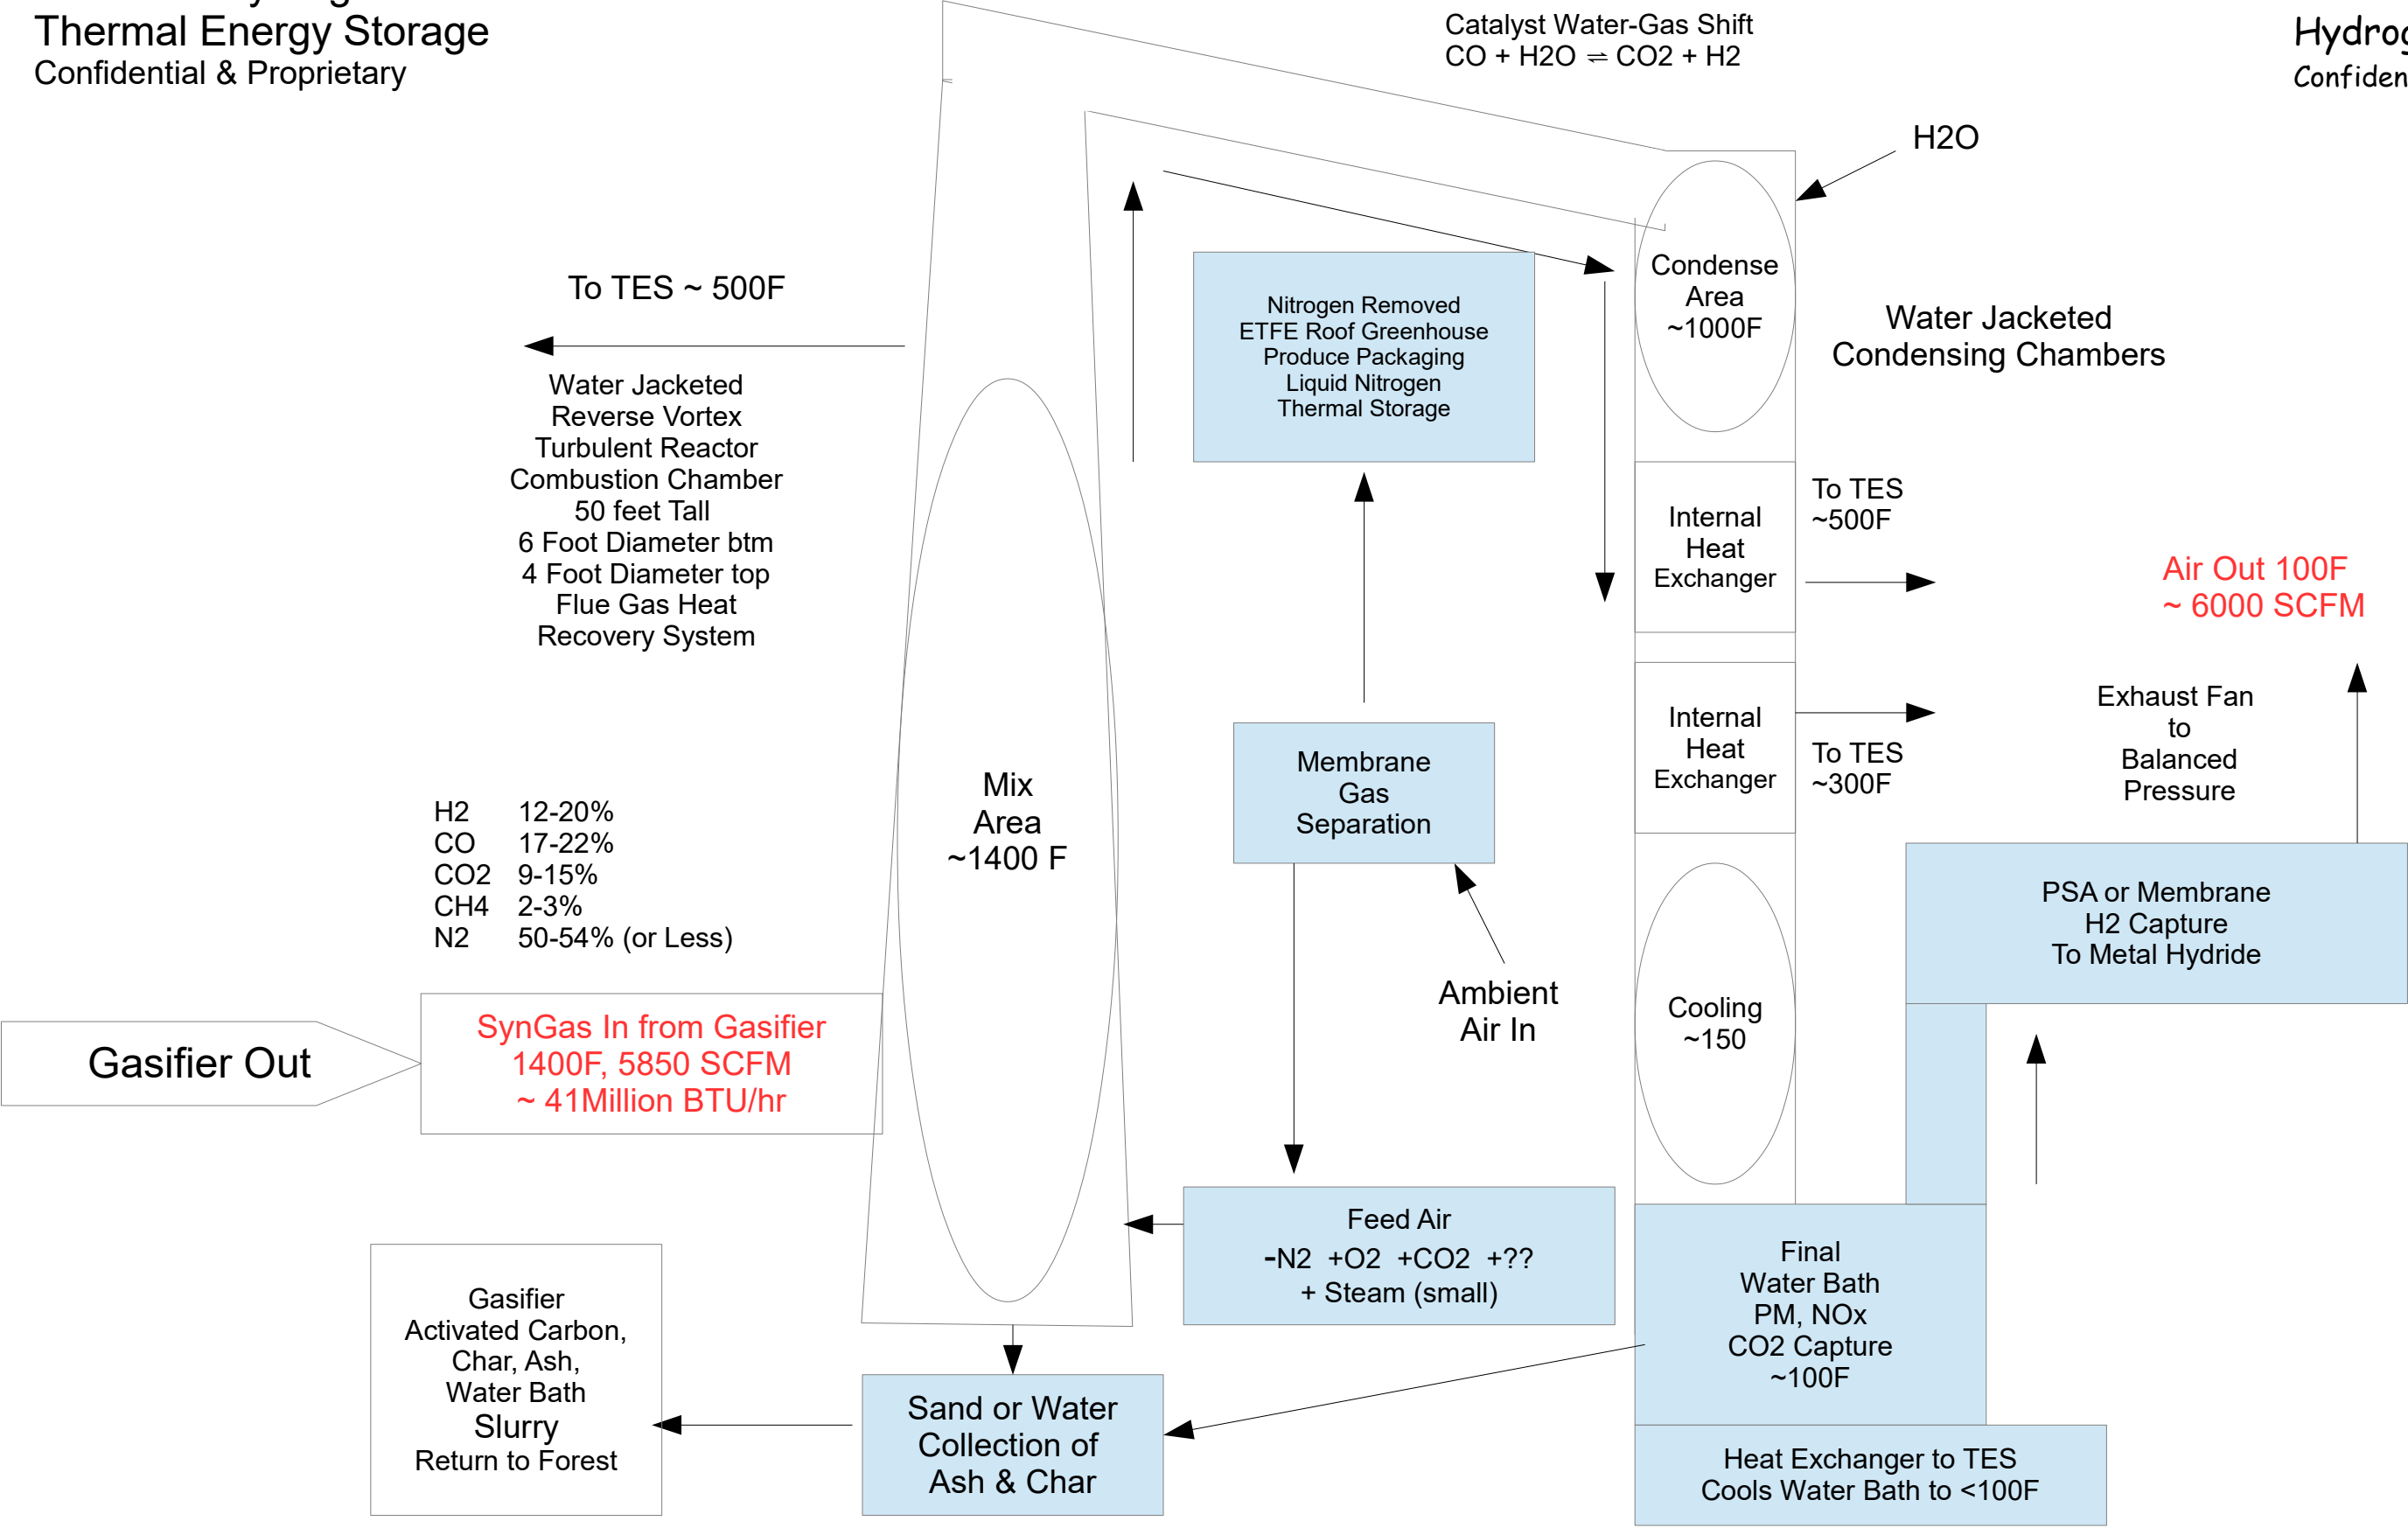 Thermal Energy Storage
Confidential & Proprietary
Catalyst Water-Gas Shift
CO + H2O ⇌ CO2 + H2
H2O
To TES ~ 500F
Water Jacketed
Reverse Vortex
Turbulent Reactor
Combustion Chamber
50 feet Tall
6 Foot Diameter btm
4 Foot Diameter top
Flue Gas Heat
Recovery System
Nitrogen Removed
ETFE Roof Greenhouse
Produce Packaging
Liquid Nitrogen
Thermal Storage
Condense
Area
~1000F
Water Jacketed
Condensing Chambers
Internal
Heat
Exchanger
To TES
~500F
Air Out 100F
~ 6000 SCFM
Internal
Heat
Exchanger
To TES
~300F
Exhaust Fan
to
Balanced
Pressure
Mix
Area
~1400 F
Membrane
Gas
Separation
H2 12-20%
CO 17-22%
CO2 9-15%
CH4 2-3%
N2 50-54% (or Less)
PSA or Membrane
H2 Capture
To Metal Hydride
Ambient
Air In
Cooling
~150
Gasifier Out
SynGas In from Gasifier
1400F, 5850 SCFM
~ 41Million BTU/hr
Feed Air
-N2 +O2 +CO2 +??
+ Steam (small)
Final
Water Bath
PM, NOx
CO2 Capture
~100F
Gasifier
Activated Carbon,
Char, Ash,
Water Bath
Slurry
Return to Forest
Sand or Water
Collection of
Ash & Char
Heat Exchanger to TES
Cools Water Bath to <100F